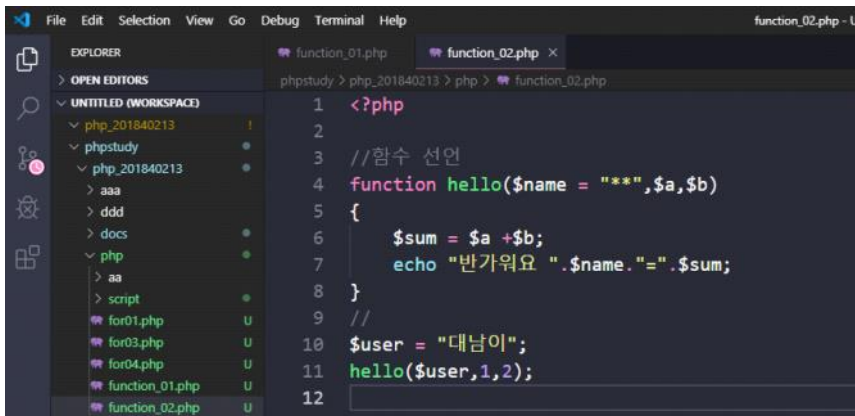 File Edit Selection View Go Debug Terminal Help function_02.php - U
EXPLORER
OPEN EDITORS
UNTITLED (WORKSPACE)
php_201840213 !
phpstudy
php_201840213
aaa
ddd
docs
php
aa
script
for01.php U
for03.php U
for04.php U
function_01.php U
function_02.php U
function_01.php function_02.php ×
phpstudy > php_201840213 > php > function_02.php
1 <?php
2
3 //함수 선언
4 function hello($name = "**",$a,$b)
5 {
6 $sum = $a +$b;
7 echo "반가워요 ".$name."=".$sum;
8 }
9 //
10 $user = "대남이";
11 hello($user,1,2);
12